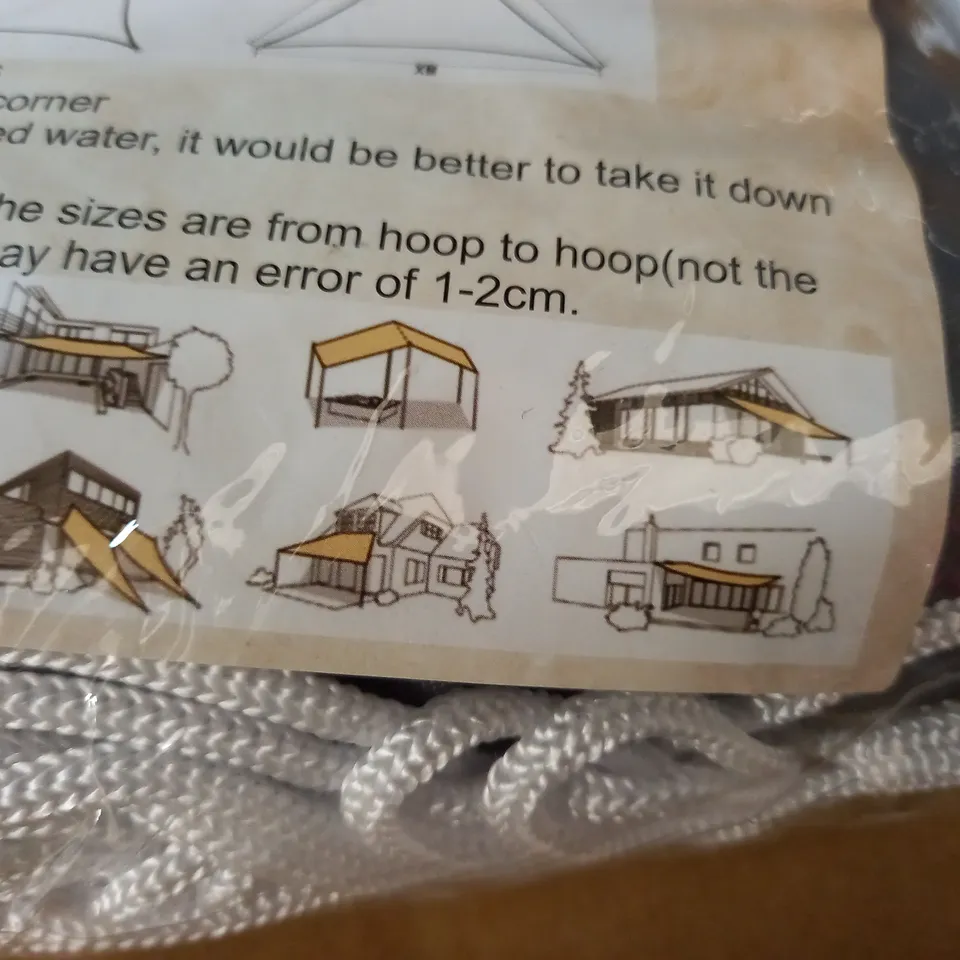 corner
ed water, it would be better to take it down
he sizes are from hoop to hoop(not the
ay have an error of 1-2cm.